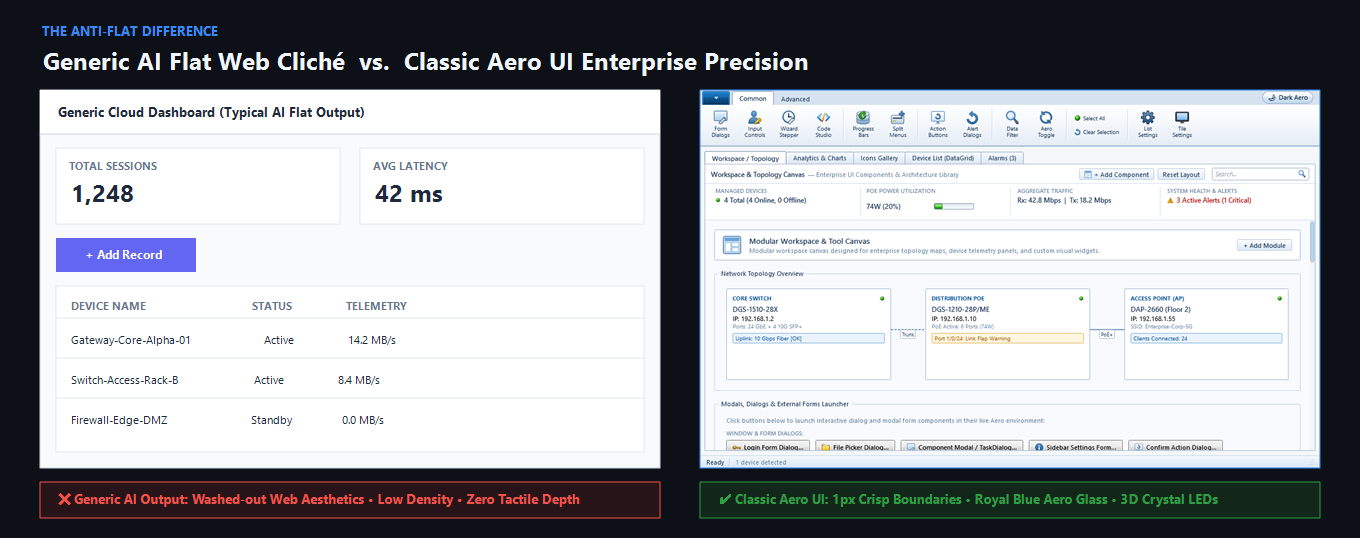 THE ANTI-FLAT DIFFERENCE
Generic AI Flat Web Cliché vs. Classic Aero UI Enterprise Precision
Generic Cloud Dashboard (Typical AI Flat Output)
TOTAL SESSIONS
1,248
AVG LATENCY
42 ms
+ Add Record
DEVICE NAME STATUS TELEMETRY
Gateway-Core-Alpha-01 Active 14.2 MB/s
Switch-Access-Rack-B Active 8.4 MB/s
Firewall-Edge-DMZ Standby 0.0 MB/s
❌ Generic AI Output: Washed-out Web Aesthetics • Low Density • Zero Tactile Depth
Common Advanced
Dark Aero
Form Dialogs
Input Controls
Wizard Stepper
Code Studio
Progress Bars
Split Menus
Action Buttons
Alert Dialogs
Data Filter
Aero Toggle
Select All
Clear Selection
List Settings
Tile Settings
Workspace / Topology Analytics & Charts Icons Gallery Device List (DataGrid) Alarms (3)
Workspace & Topology Canvas — Enterprise UI Components & Architecture Library
+ Add Component Reset Layout Search...
MANAGED DEVICES
4 Total (4 Online, 0 Offline)
POE POWER UTILIZATION
74W (20%)
AGGREGATE TRAFFIC
Rx: 42.8 Mbps | Tx: 18.2 Mbps
SYSTEM HEALTH & ALERTS
3 Active Alerts (1 Critical)
Modular Workspace & Tool Canvas
Modular workspace canvas designed for enterprise topology maps, device telemetry panels, and custom visual widgets.
+ Add Module
Network Topology Overview
CORE SWITCH
DGS-1510-28X
IP: 192.168.1.2
Ports: 24 GbE + 4 10G SFP+
Uplink: 10 Gbps Fiber [OK]
Trunk
DISTRIBUTION POE
DGS-1210-28P/ME
IP: 192.168.1.10
PoE Active: 6 Ports (74W)
Port 1/0/24: Link Flap Warning
PoE+
ACCESS POINT (AP)
DAP-2660 (Floor 2)
IP: 192.168.1.55
SSID: Enterprise-Corp-5G
Clients Connected: 24
Modals, Dialogs & External Forms Launcher
Click buttons below to launch interactive dialog and modal form components in their live Aero environment:
WINDOW & FORM DIALOGS:
Login Form Dialog... File Picker Dialog... Component Modal / TaskDialog... Sidebar Settings Form... Confirm Action Dialog...
Ready 1 device detected
✔ Classic Aero UI: 1px Crisp Boundaries • Royal Blue Aero Glass • 3D Crystal LEDs